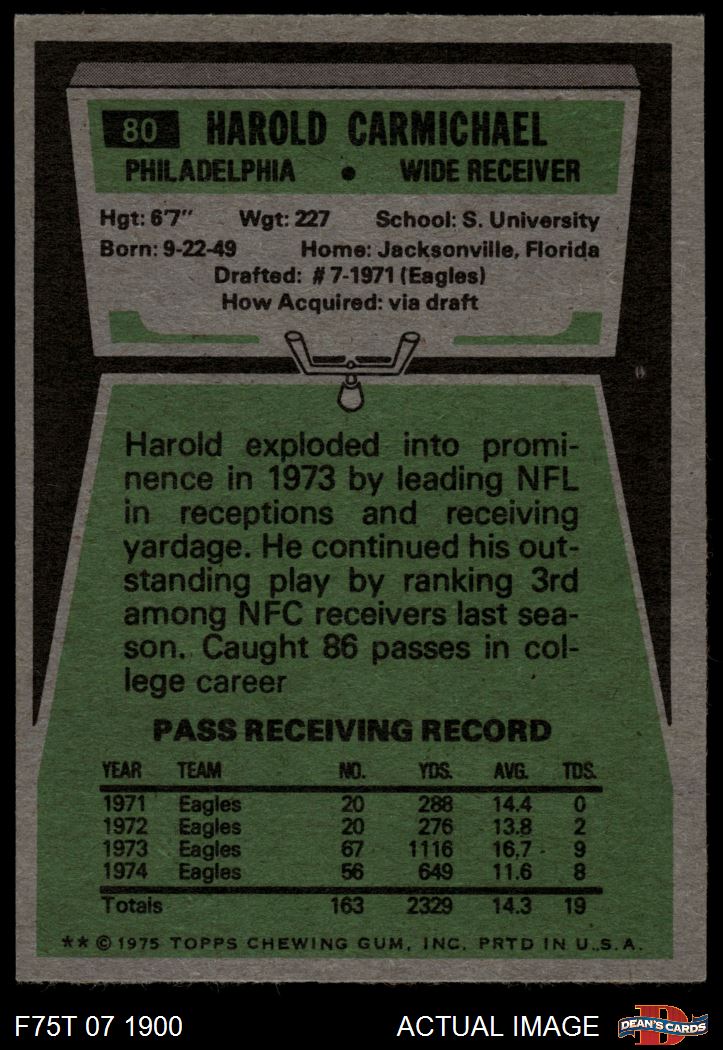 80 HAROLD CARMICHAEL
PHILADELPHIA • WIDE RECEIVER
Hgt: 6'7" Wgt: 227 School: S. University
Born: 9-22-49 Home: Jacksonville, Florida
Drafted: #7-1971 (Eagles)
How Acquired: via draft
Harold exploded into promi-
nence in 1973 by leading NFL
in receptions and receiving
yardage. He continued his out-
standing play by ranking 3rd
among NFC receivers last sea-
son. Caught 86 passes in col-
lege career
PASS RECEIVING RECORD
YEAR TEAM NO. YDS. AVG. TDS.
1971 Eagles 20 288 14.4 0
1972 Eagles 20 276 13.8 2
1973 Eagles 67 1116 16.7 9
1974 Eagles 56 649 11.6 8
Totals 163 2329 14.3 19
** © 1975 TOPPS CHEWING GUM, INC. PRTD IN U.S.A.
F75T 07 1900 ACTUAL IMAGE D DEAN'S CARDS